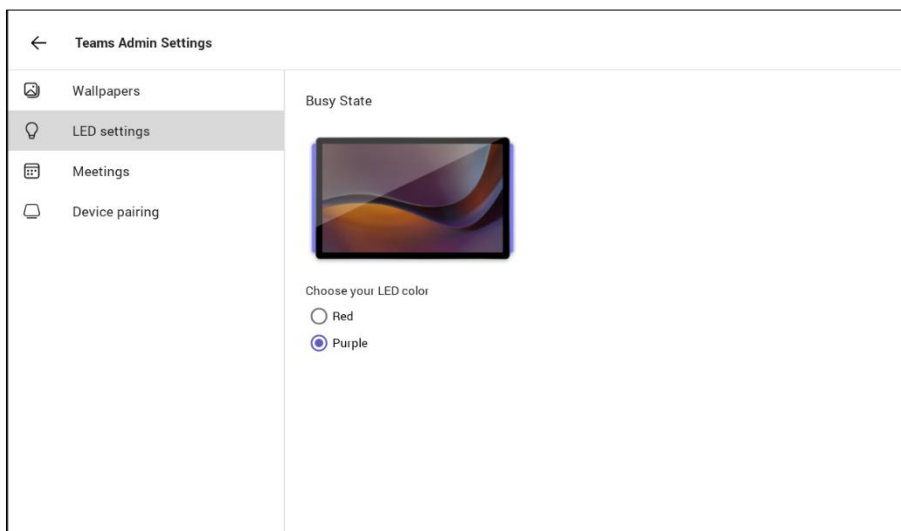 Teams Admin Settings
Wallpapers
LED settings
Meetings
Device pairing
Busy State
Choose your LED color
Red
Purple